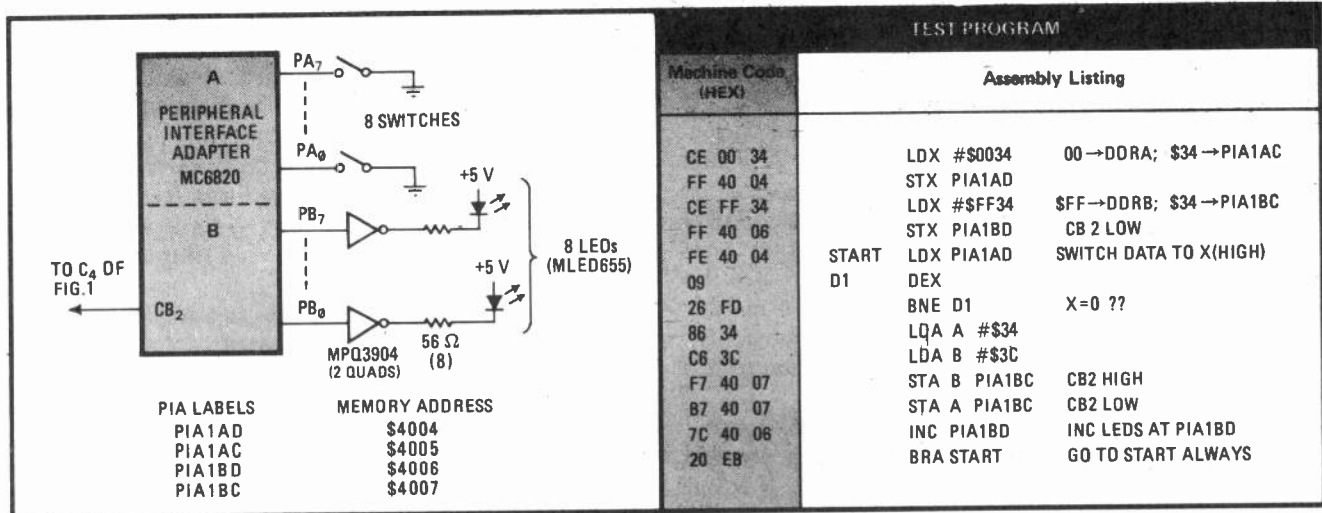 A
PERIPHERAL
INTERFACE
ADAPTER
MC6820
B
CB2
TO C4 OF
FIG.1
PA7
8 SWITCHES
PA0
PB7
+5 V
+5 V
8 LEDs
(MLED655)
PB0
MPQ3904
(2 QUADS)
56 Ω
(8)
PIA LABELS MEMORY ADDRESS
PIA1AD $4004
PIA1AC $4005
PIA1BD $4006
PIA1BC $4007
TEST PROGRAM
Machine Code
(HEX)
Assembly Listing
CE 00 34 LDX #$0034 00→DDRA; $34→PIA1AC
FF 40 04 STX PIA1AD
CE FF 34 LDX #$FF34 $FF→DDRB; $34→PIA1BC
FF 40 06 STX PIA1BD CB 2 LOW
FE 40 04 START LDX PIA1AD SWITCH DATA TO X(HIGH)
09 D1 DEX
26 FD BNE D1 X=0 ??
86 34 LDA A #$34
C6 3C LDA B #$3C
F7 40 07 STA B PIA1BC CB2 HIGH
B7 40 07 STA A PIA1BC CB2 LOW
7C 40 06 INC PIA1BD INC LEDS AT PIA1BD
20 EB BRA START GO TO START ALWAYS